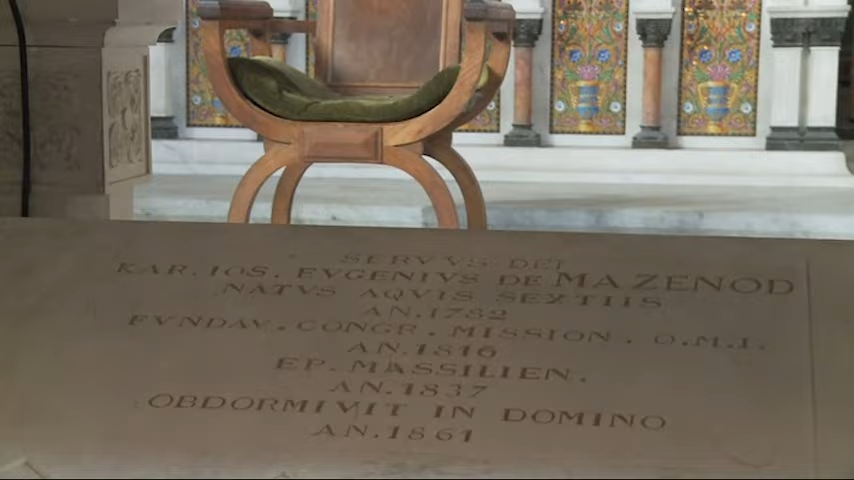 SERVVS DEI
KAR. IOS. EVGENIVS DE MAZENOD
NATVS AQVIS SEXTIIS
AN.1782
FVNDAV. CONGR. MISSION. O.M.I.
AN.1816
EP. MASSILIEN.
AN.1837
OBDORMIVIT IN DOMINO
AN.1861